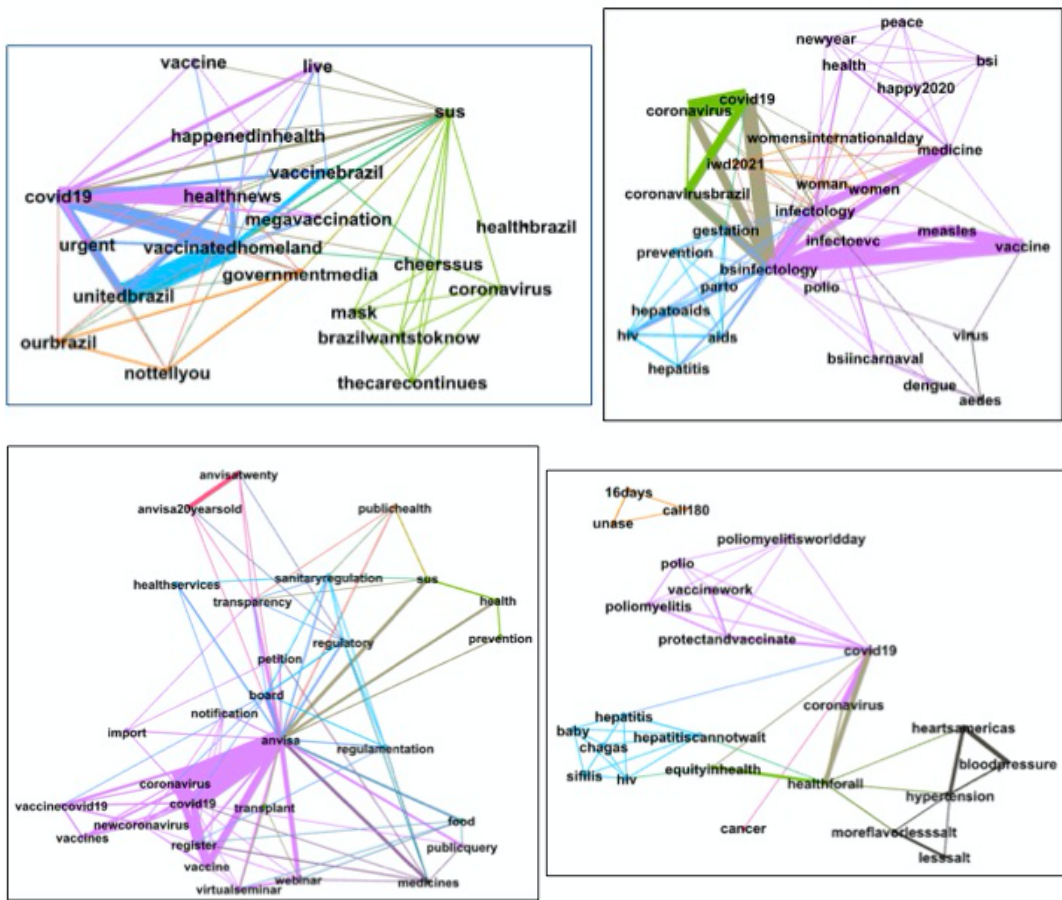 vaccine
live
sus
happenedinhealth
vaccinebrazil
covid19
healthnews
megavaccination
healthbrazil
urgent
vaccinatedhomeland
cheerssus
governmentmedia
unitedbrazil
coronavirus
mask
ourbrazil
brazilwantstoknow
nottellyou
thecarecontinues
peace
newyear
health
bsi
happy2020
covid19
coronavirus
womensinternationalday
medicine
iwd2021
coronavirusbrazil
woman
women
infectology
gestation
measles
prevention
infectoevc
vaccine
bsinfectology
parto
polio
hepatoaids
hiv
aids
virus
hepatitis
bsiincarnaval
dengue
aedes
anvisatwenty
anvisa20yearsold
publichealth
healthservices
sanitaryregulation
sus
transparency
health
regulatory
prevention
petition
board
notification
import
anvisa
regulamentation
coronavirus
vaccinecovid19
covid19
transplant
newcoronavirus
food
vaccines
register
publicquery
vaccine
webinar
medicines
virtualseminar
16days
call180
unase
poliomyelitisworldday
polio
vaccinework
poliomyelitis
protectandvaccinate
covid19
coronavirus
hepatitis
baby
heartsamericas
hepatitiscannotwait
chagas
bloodpressure
equityinhealth
sifilis
hiv
healthforall
hypertension
cancer
moreflavorlesssalt
lesssalt